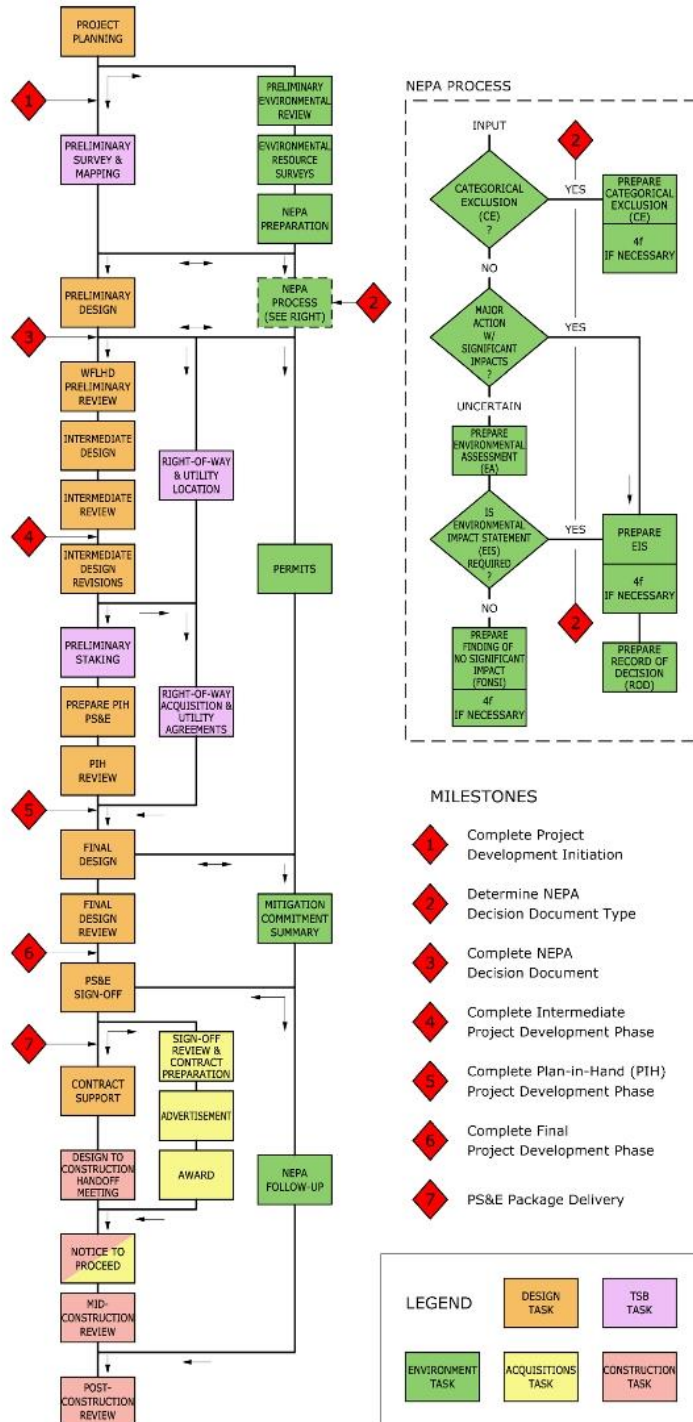 PROJECT
PLANNING
1
PRELIMINARY
ENVIRONMENTAL
REVIEW
PRELIMINARY
SURVEY &
MAPPING
ENVIRONMENTAL
RESOURCE
SURVEYS
NEPA
PREPARATION
PRELIMINARY
DESIGN
NEPA
PROCESS
(SEE RIGHT)
2
3
WFLHD
PRELIMINARY
REVIEW
INTERMEDIATE
DESIGN
RIGHT-OF-WAY
& UTILITY
LOCATION
INTERMEDIATE
REVIEW
4
INTERMEDIATE
DESIGN
REVISIONS
PERMITS
PRELIMINARY
STAKING
PREPARE PIH
PS&E
RIGHT-OF-WAY
ACQUISITION &
UTILITY
AGREEMENTS
PIH
REVIEW
5
FINAL
DESIGN
FINAL
DESIGN
REVIEW
MITIGATION
COMMITMENT
SUMMARY
6
PS&E
SIGN-OFF
7
SIGN-OFF
REVIEW &
CONTRACT
PREPARATION
CONTRACT
SUPPORT
ADVERTISEMENT
DESIGN TO
CONSTRUCTION
HANDOFF
MEETING
AWARD
NEPA
FOLLOW-UP
NOTICE TO
PROCEED
MID-
CONSTRUCTION
REVIEW
POST-
CONSTRUCTION
REVIEW
NEPA PROCESS
INPUT
2
CATEGORICAL
EXCLUSION (CE)
?
YES
PREPARE
CATEGORICAL
EXCLUSION
(CE)
4f
IF NECESSARY
NO
MAJOR
ACTION
W/
SIGNIFICANT
IMPACTS
?
YES
UNCERTAIN
PREPARE
ENVIRONMENTAL
ASSESSMENT
(EA)
IS
ENVIRONMENTAL
IMPACT STATEMENT
(EIS)
REQUIRED
?
YES
PREPARE
EIS
4f
IF NECESSARY
NO
2
PREPARE
FINDING OF
NO SIGNIFICANT
IMPACT
(FONSI)
4f
IF NECESSARY
PREPARE
RECORD OF
DECISION
(ROD)
MILESTONES
1 Complete Project
Development Initiation
2 Determine NEPA
Decision Document Type
3 Complete NEPA
Decision Document
4 Complete Intermediate
Project Development Phase
5 Complete Plan-in-Hand (PIH)
Project Development Phase
6 Complete Final
Project Development Phase
7 PS&E Package Delivery
LEGEND
DESIGN
TASK
TSB
TASK
ENVIRONMENT
TASK
ACQUISITIONS
TASK
CONSTRUCTION
TASK